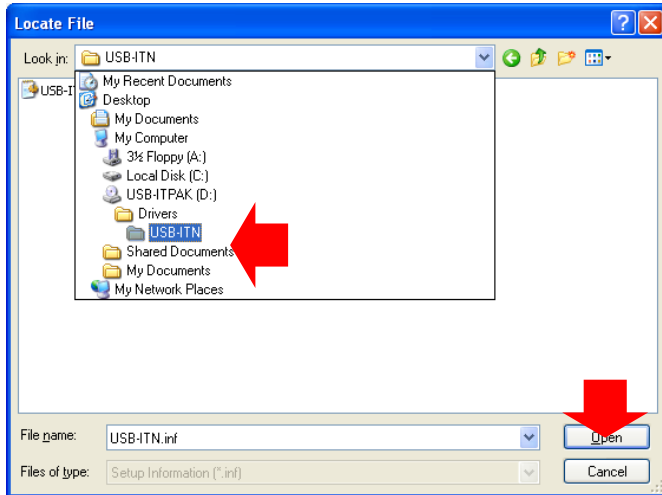 Locate File
Look in: USB-ITN
My Recent Documents
USB-I
Desktop
My Documents
My Computer
3½ Floppy (A:)
Local Disk (C:)
USB-ITPAK (D:)
Drivers
USB-ITN
Shared Documents
My Documents
My Network Places
File name: USB-ITN.inf Open
Files of type: Setup Information (*.inf) Cancel